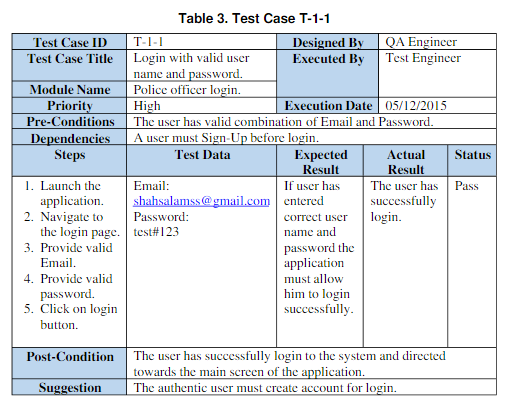 Table 3. Test Case T-1-1
Test Case ID T-1-1 Designed By QA Engineer
Test Case Title Login with valid user name and password. Executed By Test Engineer
Module Name Police officer login.
Priority High Execution Date 05/12/2015
Pre-Conditions The user has valid combination of Email and Password.
Dependencies A user must Sign-Up before login.
Steps Test Data Expected Result Actual Result Status
1. Launch the
application.
2. Navigate to
the login page.
3. Provide valid
Email.
4. Provide valid
password.
5. Click on login
button.
Email:
shahsalamss@gmail.com
Password:
test#123
If user has
entered
correct user
name and
password the
application
must allow
him to login
successfully.
The user has
successfully
login.
Pass
Post-Condition The user has successfully login to the system and directed
towards the main screen of the application.
Suggestion The authentic user must create account for login.